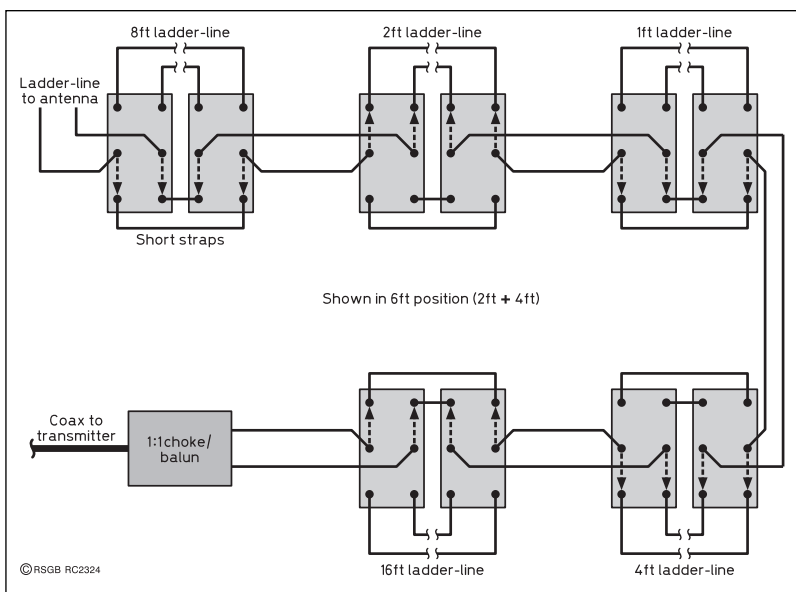 8ft ladder-line
2ft ladder-line
1ft ladder-line
Ladder-line
to antenna
Short straps
Shown in 6ft position (2ft + 4ft)
Coax to
transmitter
1:1choke/
balun
16ft ladder-line
4ft ladder-line
©RSGB RC2324